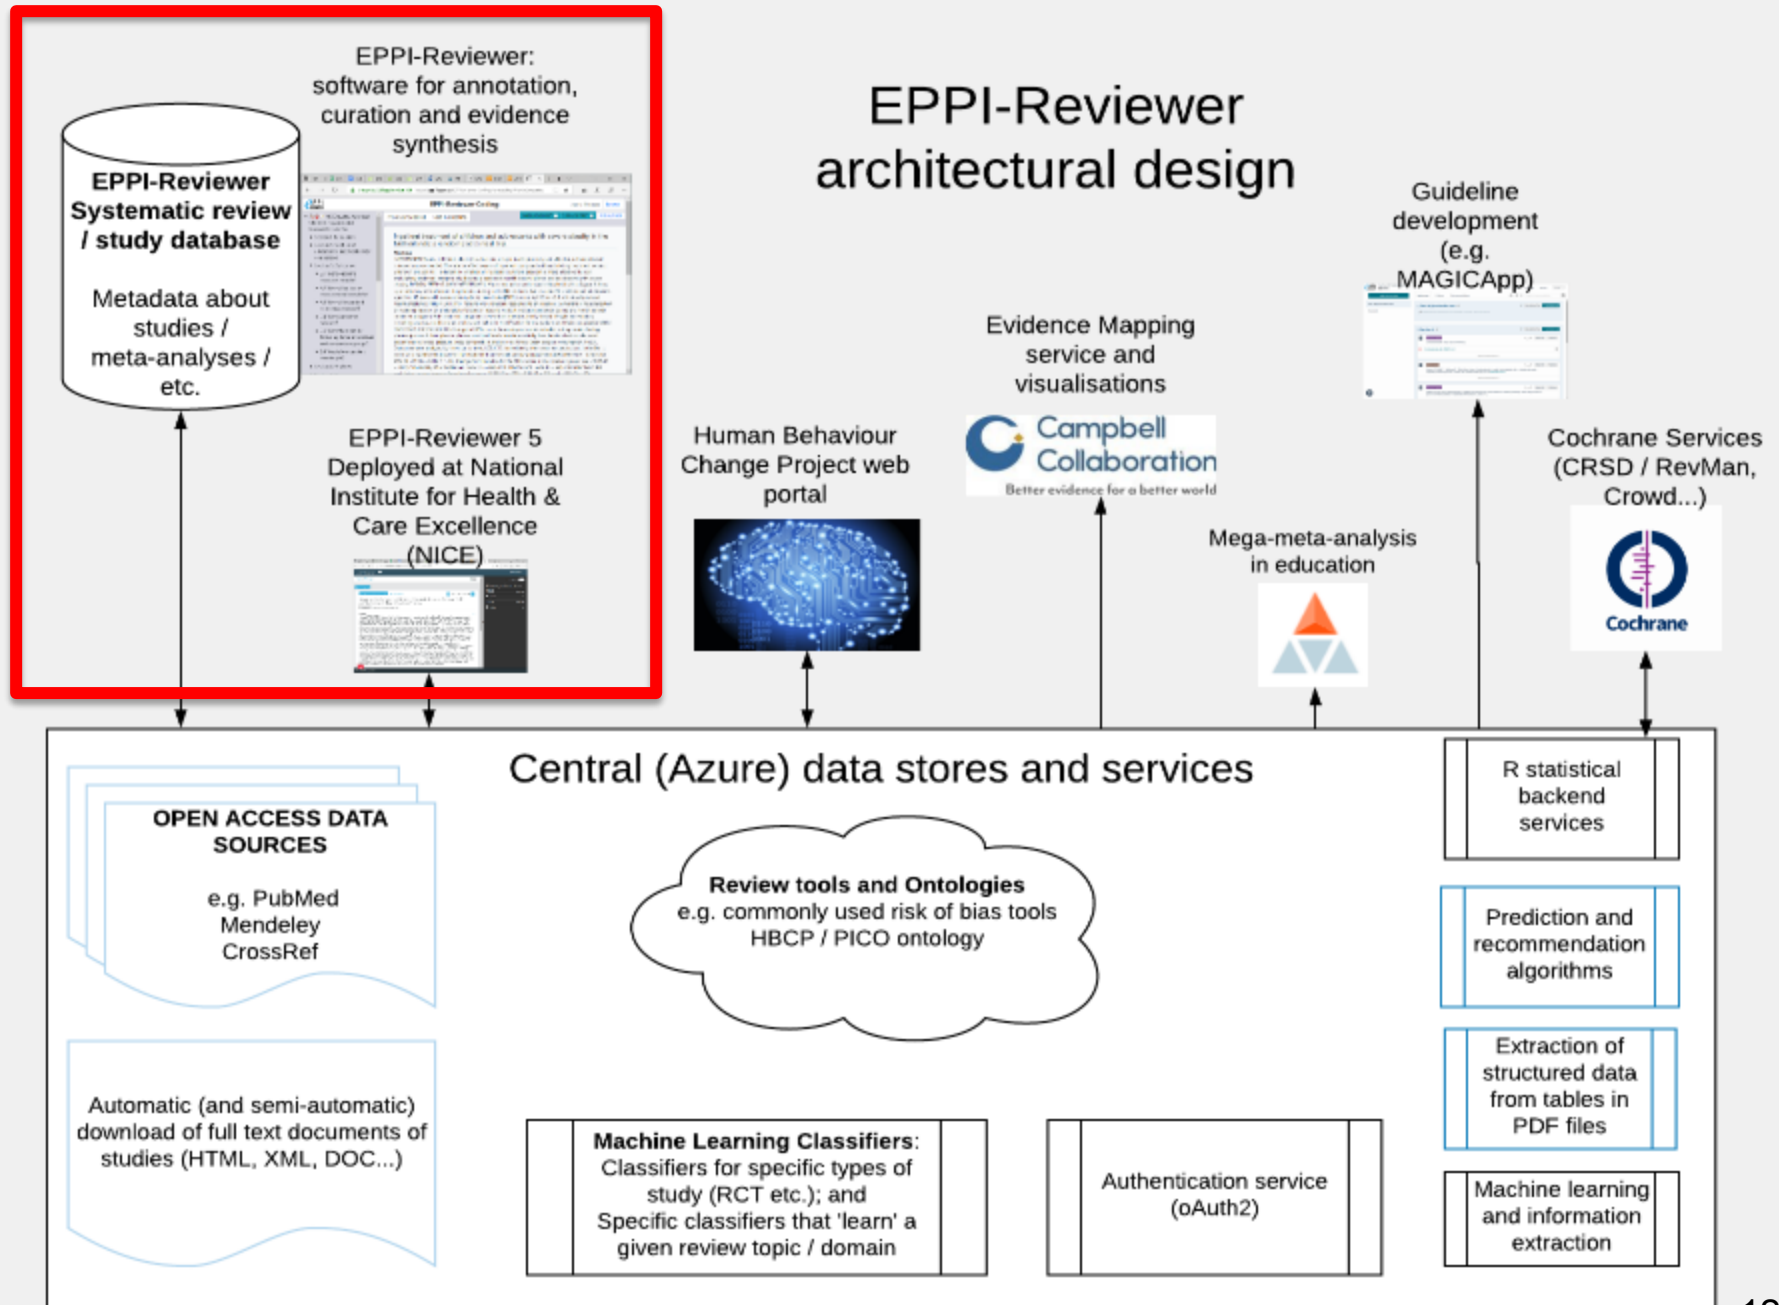 EPPI-Reviewer:
software for annotation,
curation and evidence
synthesis
EPPI-Reviewer
Systematic review
/ study database
Metadata about
studies /
meta-analyses /
etc.
EPPI-Reviewer 5
Deployed at National
Institute for Health &
Care Excellence
(NICE)
EPPI-Reviewer
architectural design
Human Behaviour
Change Project web
portal
Evidence Mapping
service and
visualisations
Campbell
Collaboration
Better evidence for a better world
Mega-meta-analysis
in education
Guideline
development
(e.g.
MAGICApp)
Cochrane Services
(CRSD / RevMan,
Crowd...)
Cochrane
Central (Azure) data stores and services
OPEN ACCESS DATA
SOURCES
e.g. PubMed
Mendeley
CrossRef
Automatic (and semi-automatic)
download of full text documents of
studies (HTML, XML, DOC...)
Review tools and Ontologies
e.g. commonly used risk of bias tools
HBCP / PICO ontology
Machine Learning Classifiers:
Classifiers for specific types of
study (RCT etc.); and
Specific classifiers that 'learn' a
given review topic / domain
Authentication service
(oAuth2)
R statistical
backend
services
Prediction and
recommendation
algorithms
Extraction of
structured data
from tables in
PDF files
Machine learning
and information
extraction